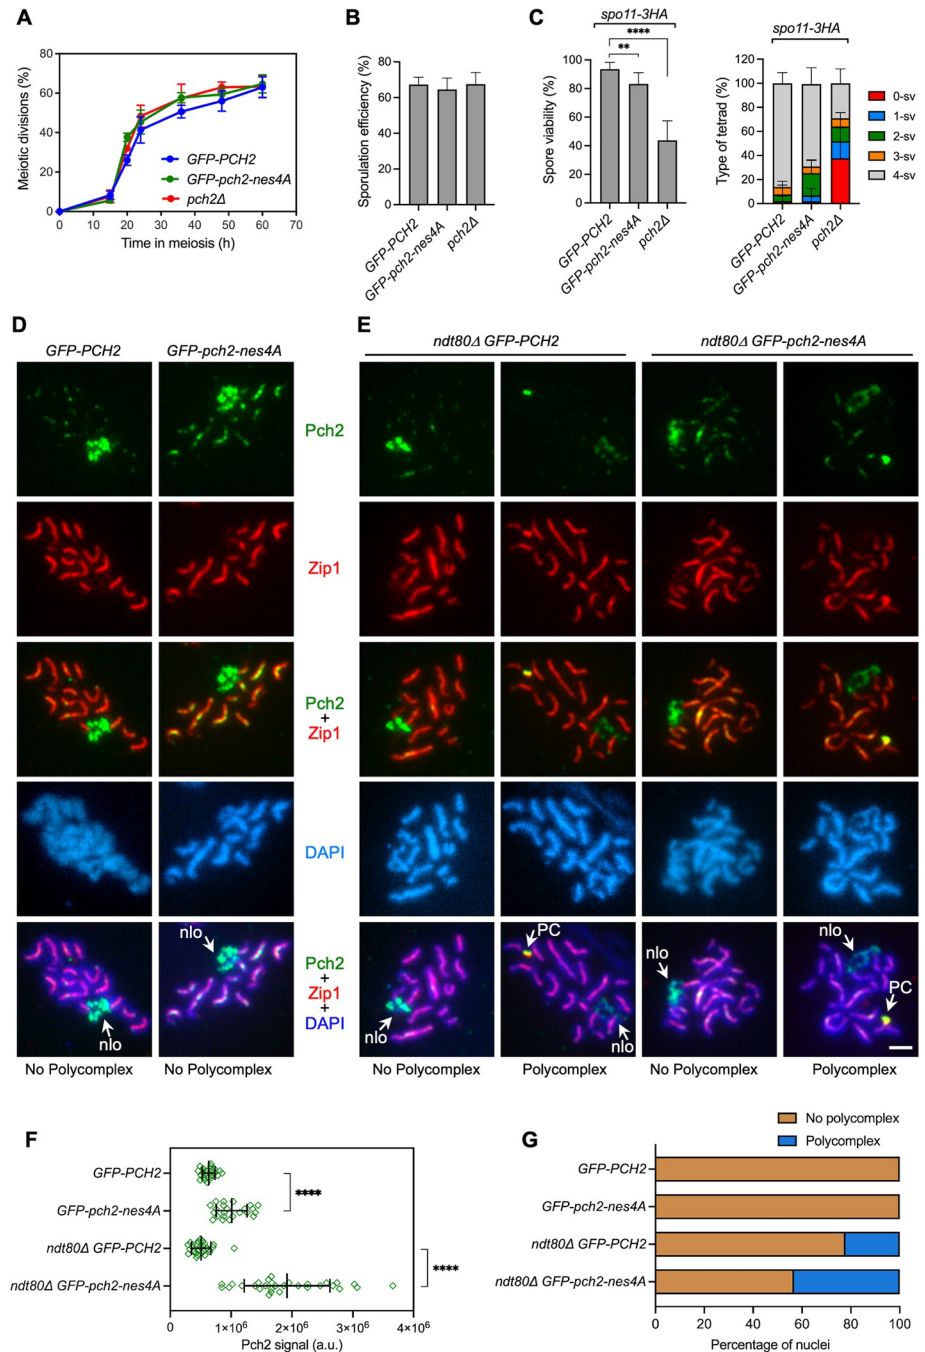 A
Meiotic divisions (%)
80
60
40
20
0
0 10 20 30 40 50 60 70
Time in meiosis (h)
GFP-PCH2
GFP-pch2-nes4A
pch2Δ
B
Sporulation efficiency (%)
80
60
40
20
0
GFP-PCH2
GFP-pch2-nes4A
pch2Δ
C
spo11-3HA
****
**
Spore viability (%)
100
80
60
40
20
0
GFP-PCH2
GFP-pch2-nes4A
pch2Δ
spo11-3HA
Type of tetrad (%)
120
100
80
60
40
20
0
GFP-PCH2
GFP-pch2-nes4A
pch2Δ
0-sv
1-sv
2-sv
3-sv
4-sv
D
GFP-PCH2 GFP-pch2-nes4A
E
ndt80Δ GFP-PCH2 ndt80Δ GFP-pch2-nes4A
Pch2
Zip1
Pch2
+
Zip1
DAPI
Pch2
+
Zip1
+
DAPI
nlo
nlo
nlo
PC
nlo
nlo
nlo
PC
No Polycomplex No Polycomplex No Polycomplex Polycomplex No Polycomplex Polycomplex
F
GFP-PCH2
GFP-pch2-nes4A
ndt80Δ GFP-PCH2
ndt80Δ GFP-pch2-nes4A
****
****
0 1×10⁶ 2×10⁶ 3×10⁶ 4×10⁶
Pch2 signal (a.u.)
G
No polycomplex
Polycomplex
GFP-PCH2
GFP-pch2-nes4A
ndt80Δ GFP-PCH2
ndt80Δ GFP-pch2-nes4A
0 20 40 60 80 100
Percentage of nuclei